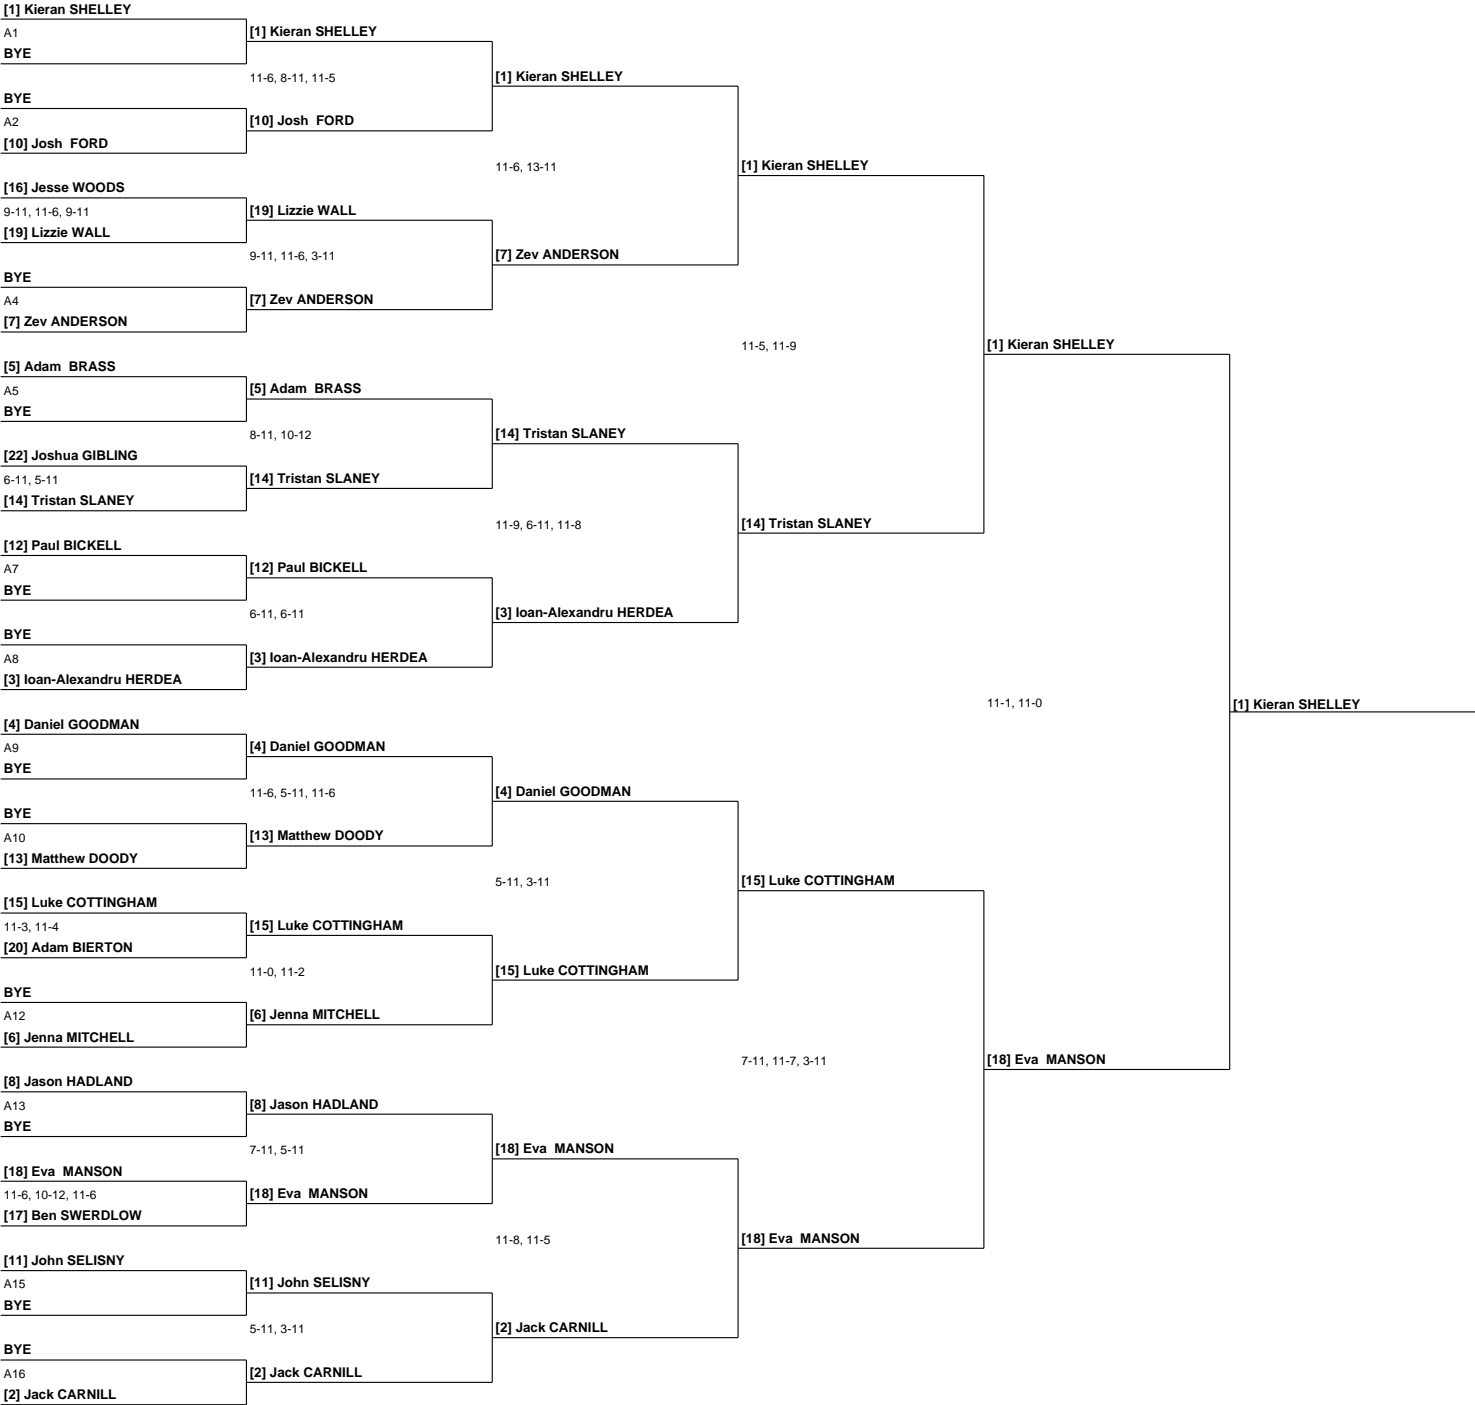 [1] Kieran SHELLEY
A1
BYE
BYE
A2
[10] Josh FORD
[16] Jesse WOODS
9-11, 11-6, 9-11
[19] Lizzie WALL
BYE
A4
[7] Zev ANDERSON
[5] Adam BRASS
A5
BYE
[22] Joshua GIBLING
6-11, 5-11
[14] Tristan SLANEY
[12] Paul BICKELL
A7
BYE
BYE
A8
[3] Ioan-Alexandru HERDEA
[4] Daniel GOODMAN
A9
BYE
BYE
A10
[13] Matthew DOODY
[15] Luke COTTINGHAM
11-3, 11-4
[20] Adam BIERTON
BYE
A12
[6] Jenna MITCHELL
[8] Jason HADLAND
A13
BYE
[18] Eva MANSON
11-6, 10-12, 11-6
[17] Ben SWERDLOW
[11] John SELISNY
A15
BYE
BYE
A16
[2] Jack CARNILL
[1] Kieran SHELLEY
11-6, 8-11, 11-5
[10] Josh FORD
[19] Lizzie WALL
9-11, 11-6, 3-11
[7] Zev ANDERSON
[5] Adam BRASS
8-11, 10-12
[14] Tristan SLANEY
[12] Paul BICKELL
6-11, 6-11
[3] Ioan-Alexandru HERDEA
[4] Daniel GOODMAN
11-6, 5-11, 11-6
[13] Matthew DOODY
[15] Luke COTTINGHAM
11-0, 11-2
[6] Jenna MITCHELL
[8] Jason HADLAND
7-11, 5-11
[18] Eva MANSON
[11] John SELISNY
5-11, 3-11
[2] Jack CARNILL
[1] Kieran SHELLEY
11-6, 13-11
[7] Zev ANDERSON
[14] Tristan SLANEY
11-9, 6-11, 11-8
[3] Ioan-Alexandru HERDEA
[4] Daniel GOODMAN
5-11, 3-11
[15] Luke COTTINGHAM
[18] Eva MANSON
11-8, 11-5
[2] Jack CARNILL
[1] Kieran SHELLEY
11-5, 11-9
[14] Tristan SLANEY
[15] Luke COTTINGHAM
7-11, 11-7, 3-11
[18] Eva MANSON
[1] Kieran SHELLEY
11-1, 11-0
[18] Eva MANSON
[1] Kieran SHELLEY